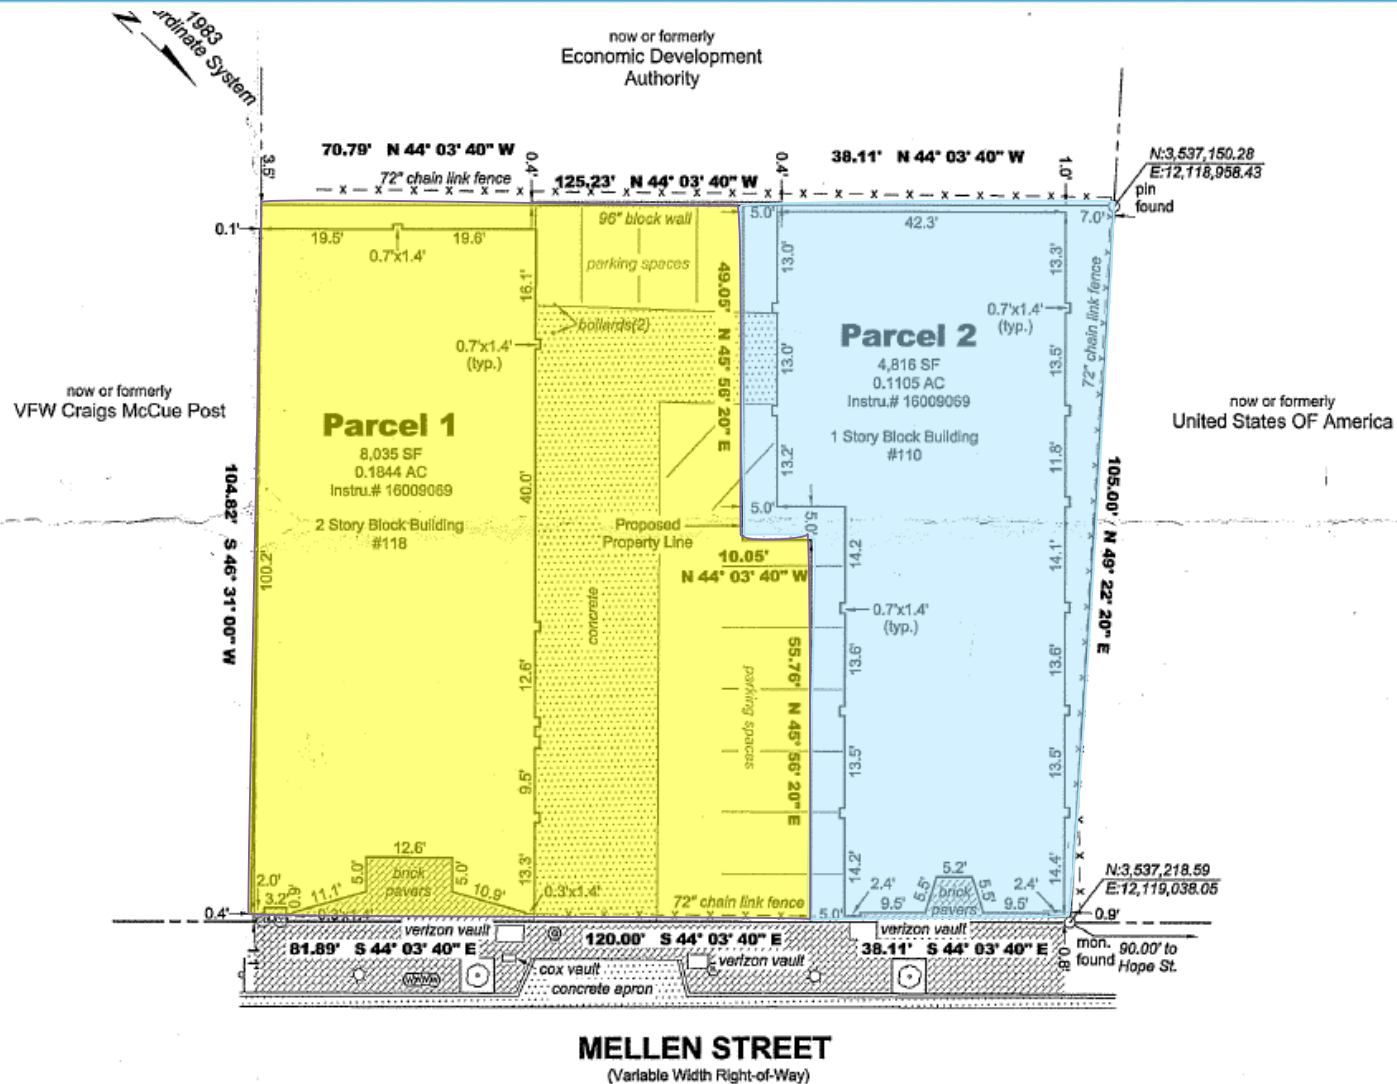 1983
ordinate System
now or formerly
Economic Development
Authority
70.79' N 44° 03' 40" W
72" chain link fence
125.23' N 44° 03' 40" W
38.11' N 44° 03' 40" W
3.5'
0.4'
0.4'
1.0'
N:3,537,150.28
E:12,118,958.43
pin
found
0.1'
19.5'
19.6'
0.7'x1.4'
96" block wall
5.0'
42.3'
7.0'
parking spaces
16.1'
49.05' N 45° 56' 20" E
13.0'
13.3'
72" chain link fence
bollards(2)
0.7'x1.4'
(typ.)
0.7'x1.4'
(typ.)
Parcel 2
4,816 SF
0.1105 AC
Instru.# 16009069
1 Story Block Building
#110
13.0'
13.5'
now or formerly
VFW Craigs McCue Post
now or formerly
United States OF America
Parcel 1
8,035 SF
0.1844 AC
Instru.# 16009069
2 Story Block Building
#118
104.82' S 46° 31' 00" W
100.2'
40.0'
13.2'
11.8'
105.00' N 49° 22' 20" E
Proposed
Property Line
5.0'
5.0'
10.05'
N 44° 03' 40" W
14.2
14.1'
concrete
0.7'x1.4'
(typ.)
12.6'
55.76' N 45° 56' 20" E
parking spaces
13.6'
13.6'
9.5'
13.5'
13.5'
12.6'
5.0'
5.0'
brick
pavers
11.1'
10.9'
13.3'
0.3'x1.4'
2.0'
3.2'
0.9'
0.4'
72" chain link fence
5.0'
14.2'
2.4'
9.5'
5.5'
5.2'
brick
pavers
5.5'
2.4'
9.5'
14.4'
0.9'
N:3,537,218.59
E:12,119,038.05
verizon vault
81.89' S 44° 03' 40" E
120.00' S 44° 03' 40" E
verizon vault
38.11' S 44° 03' 40" E
0.8'
mon.
found
90.00' to
Hope St.
cox vault
verizon vault
concrete apron
MELLEN STREET
(Variable Width Right-of-Way)